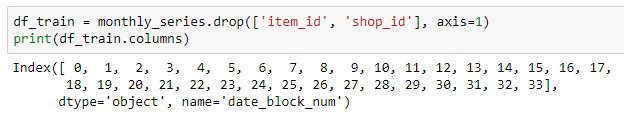 df_train = monthly_series.drop(['item_id', 'shop_id'], axis=1)
print(df_train.columns)
Index([ 0, 1, 2, 3, 4, 5, 6, 7, 8, 9, 10, 11, 12, 13, 14, 15, 16, 17,
18, 19, 20, 21, 22, 23, 24, 25, 26, 27, 28, 29, 30, 31, 32, 33],
dtype='object', name='date_block_num')